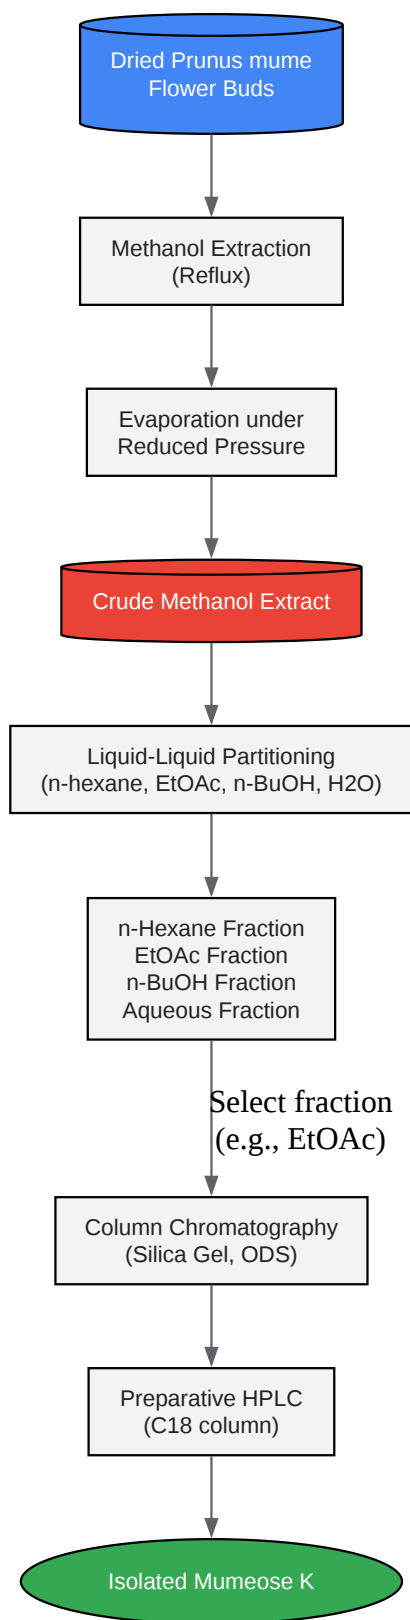 Dried Prunus mume
Flower Buds
Methanol Extraction
(Reflux)
Evaporation under
Reduced Pressure
Crude Methanol Extract
Liquid-Liquid Partitioning
(n-hexane, EtOAc, n-BuOH, H2O)
n-Hexane Fraction
EtOAc Fraction
n-BuOH Fraction
Aqueous Fraction
Select fraction
(e.g., EtOAc)
Column Chromatography
(Silica Gel, ODS)
Preparative HPLC
(C18 column)
Isolated Mumeose K